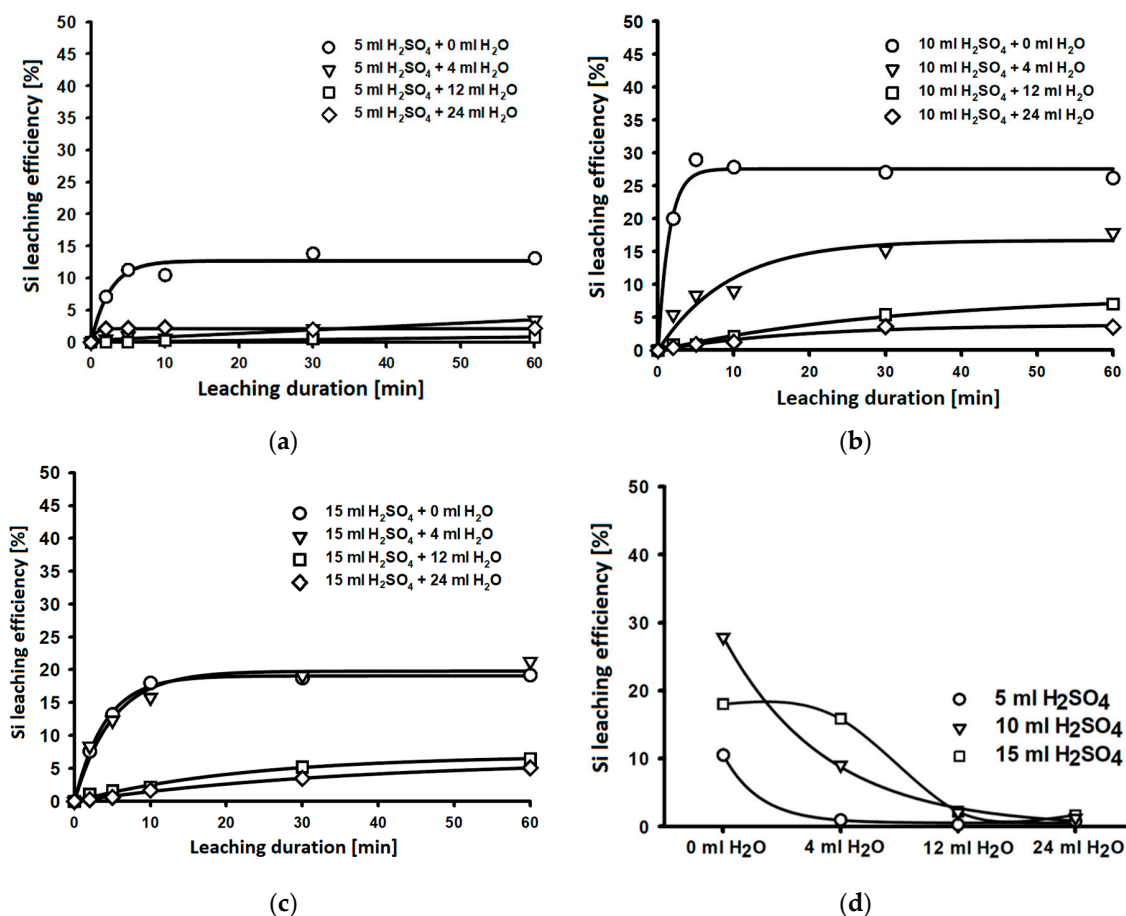 50
45
40
35
30
25
20
15
10
5
0
Si leaching efficiency [%]
5 ml H₂SO₄ + 0 ml H₂O
5 ml H₂SO₄ + 4 ml H₂O
5 ml H₂SO₄ + 12 ml H₂O
5 ml H₂SO₄ + 24 ml H₂O
0 10 20 30 40 50 60
Leaching duration [min]
(a)
50
45
40
35
30
25
20
15
10
5
0
Si leaching efficiency [%]
10 ml H₂SO₄ + 0 ml H₂O
10 ml H₂SO₄ + 4 ml H₂O
10 ml H₂SO₄ + 12 ml H₂O
10 ml H₂SO₄ + 24 ml H₂O
0 10 20 30 40 50 60
Leaching duration [min]
(b)
50
45
40
35
30
25
20
15
10
5
0
Si leaching efficiency [%]
15 ml H₂SO₄ + 0 ml H₂O
15 ml H₂SO₄ + 4 ml H₂O
15 ml H₂SO₄ + 12 ml H₂O
15 ml H₂SO₄ + 24 ml H₂O
0 10 20 30 40 50 60
Leaching duration [min]
(c)
50
40
30
20
10
0
Si leaching efficiency [%]
5 ml H₂SO₄
10 ml H₂SO₄
15 ml H₂SO₄
0 ml H₂O 4 ml H₂O 12 ml H₂O 24 ml H₂O
(d)